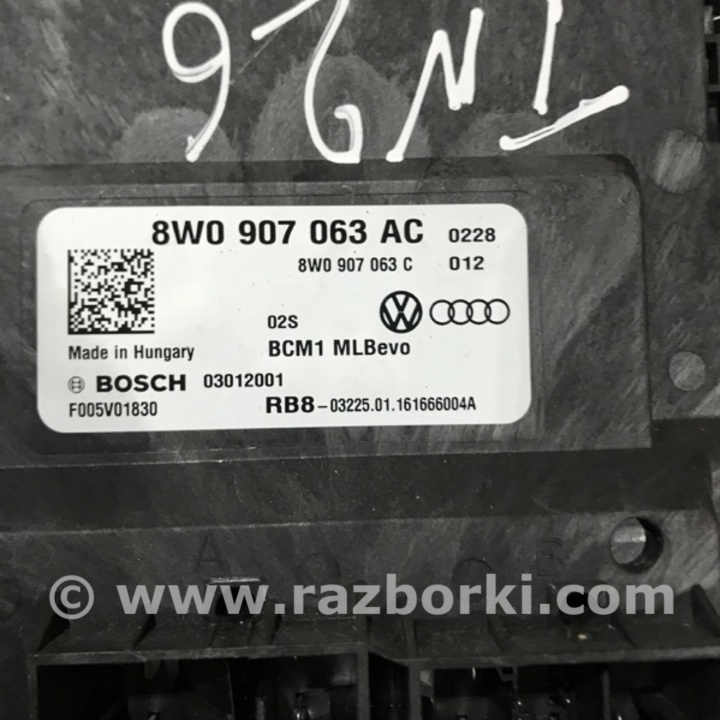 8W0 907 063 AC 0228
8W0 907 063 C 012
02S
Made in Hungary BCM1 MLBevo
BOSCH 03012001
F005V01830 RB8-03225.01.161666004A
A
© www.razborki.com